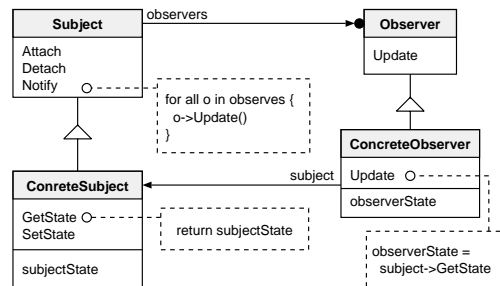 Subject
Attach
Detach
Notify
observers
Observer
Update
for all o in observes {
o->Update()
}
ConcreteObserver
Update
observerState
subject
ConreteSubject
GetState
SetState
subjectState
return subjectState
observerState =
subject->GetState